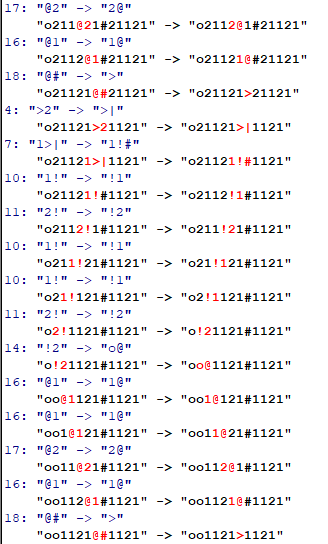 17: "@2" -> "2@"
"o211@21#21121" -> "o2112@1#21121"
16: "@1" -> "1@"
"o2112@1#21121" -> "o21121@#21121"
18: "@#" -> ">"
"o21121@#21121" -> "o21121>21121"
4: ">2" -> ">|"
"o21121>21121" -> "o21121>|1121"
7: "1>|" -> "1!#"
"o21121>|1121" -> "o21121!#1121"
10: "1!" -> "!1"
"o21121!#1121" -> "o2112!1#1121"
11: "2!" -> "!2"
"o2112!1#1121" -> "o211!21#1121"
10: "1!" -> "!1"
"o211!21#1121" -> "o21!121#1121"
10: "1!" -> "!1"
"o21!121#1121" -> "o2!1121#1121"
11: "2!" -> "!2"
"o2!1121#1121" -> "o!21121#1121"
14: "!2" -> "o@"
"o!21121#1121" -> "oo@1121#1121"
16: "@1" -> "1@"
"oo@1121#1121" -> "oo1@121#1121"
16: "@1" -> "1@"
"oo1@121#1121" -> "oo11@21#1121"
17: "@2" -> "2@"
"oo11@21#1121" -> "oo112@1#1121"
16: "@1" -> "1@"
"oo112@1#1121" -> "oo1121@#1121"
18: "@#" -> ">"
"oo1121@#1121" -> "oo1121>1121"